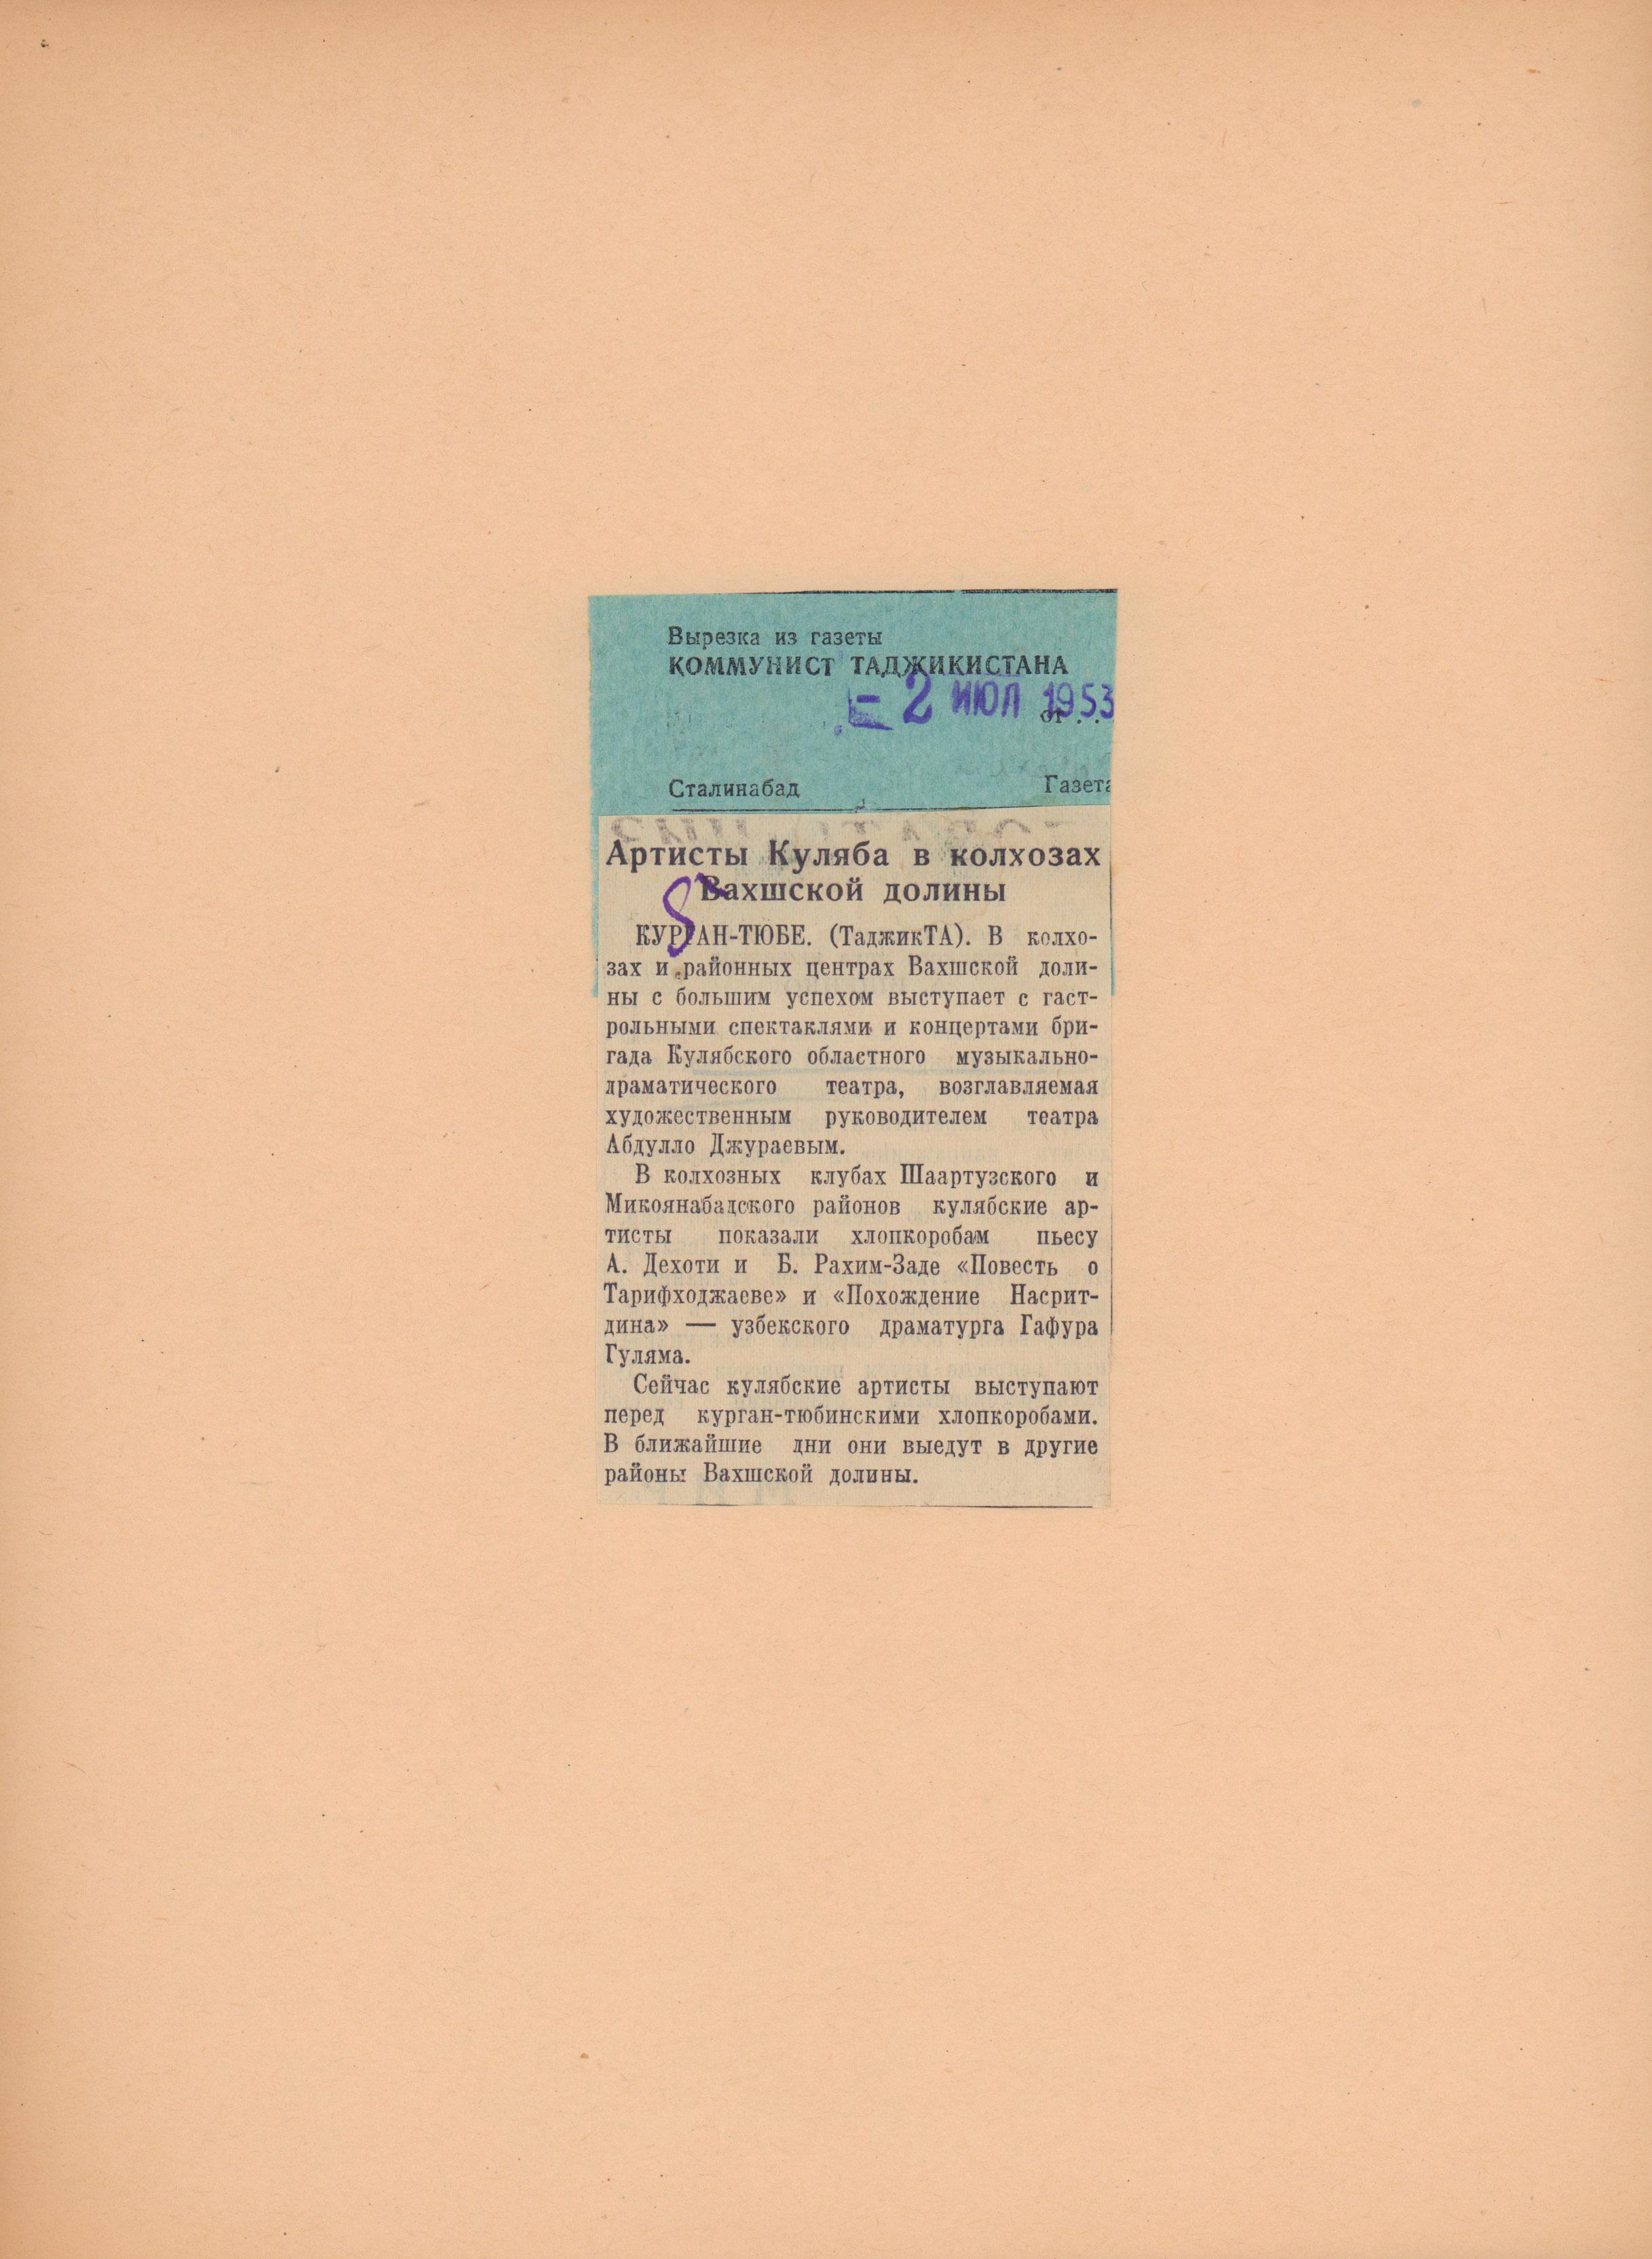 Вырезка из газеты
КОММУНИСТ ТАДЖИКИСТАНА
- 2 ИЮЛ 1953
от . .
Сталинабад Газета
Артисты Куляба в колхозах
Вахшской долины
КУРГАН-ТЮБЕ. (ТаджикТА). В колхо-
зах и районных центрах Вахшской доли-
ны с большим успехом выступает с гаст-
рольными спектаклями и концертами бри-
гада Кулябского областного музыкально-
драматического театра, возглавляемая
художественным руководителем театра
Абдулло Джураевым.
В колхозных клубах Шаартузского и
Микоянабадского районов кулябские ар-
тисты показали хлопкоробам пьесу
А. Дехоти и Б. Рахим-Заде «Повесть о
Тарифходжаеве» и «Похождение Насрит-
дина» — узбекского драматурга Гафура
Гуляма.
Сейчас кулябские артисты выступают
перед курган-тюбинскими хлопкоробами.
В ближайшие дни они выедут в другие
районы Вахшской долины.